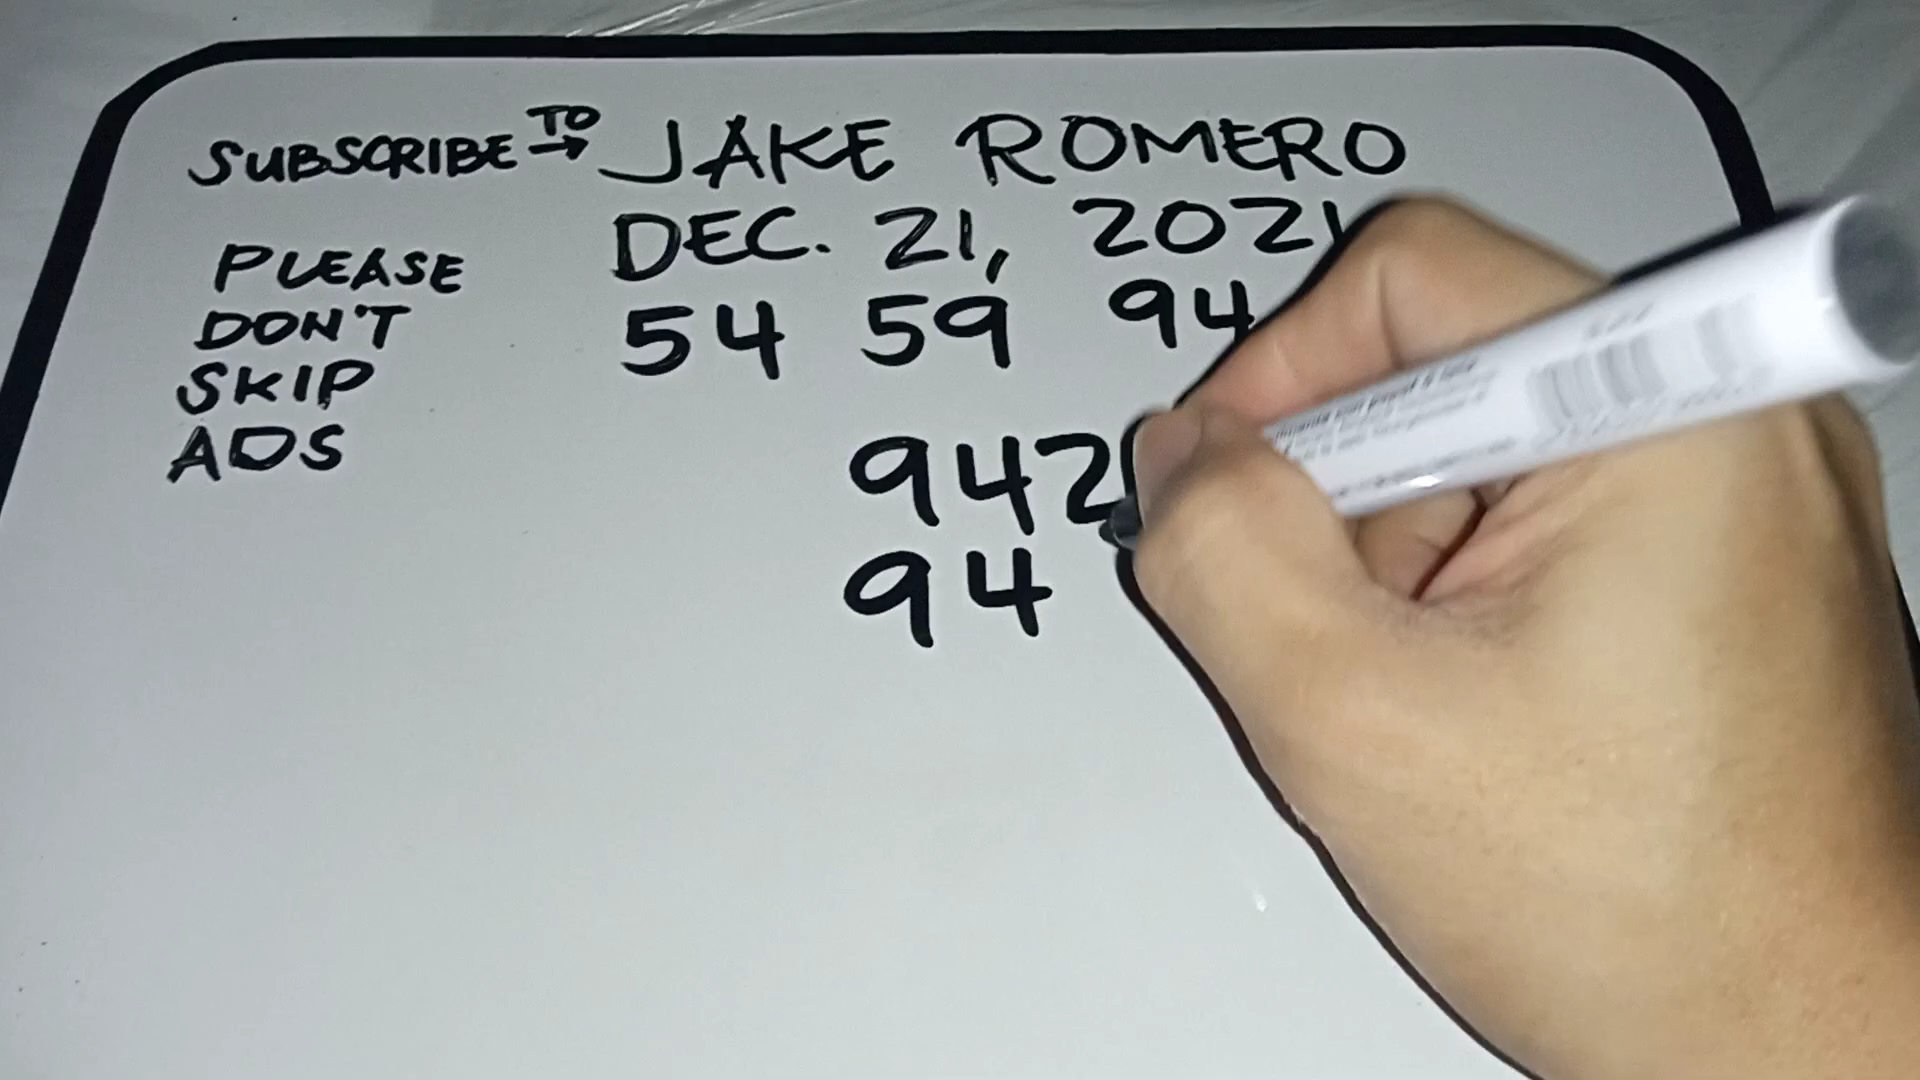 SUBSCRIBE TO → JAKE ROMERO
DEC. 21, 2021
PLEASE
DON'T
SKIP
ADS
54 59 94
942
94